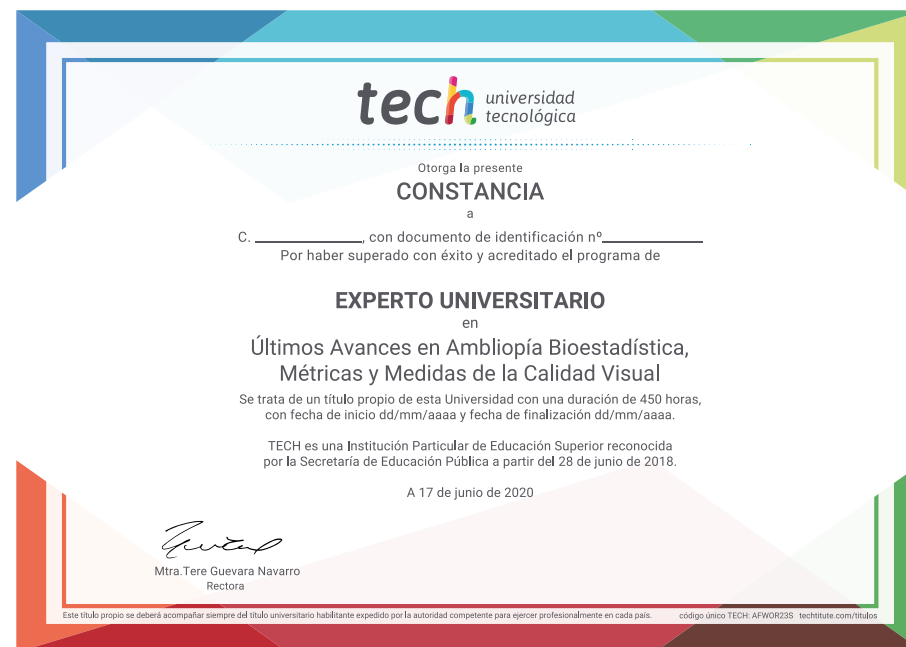 tech universidad
tecnológica
Otorga la presente
CONSTANCIA
a
C. ____________, con documento de identificación nº____________
Por haber superado con éxito y acreditado el programa de
EXPERTO UNIVERSITARIO
en
Últimos Avances en Ambliopía Bioestadística,
Métricas y Medidas de la Calidad Visual
Se trata de un título propio de esta Universidad con una duración de 450 horas,
con fecha de inicio dd/mm/aaaa y fecha de finalización dd/mm/aaaa.
TECH es una Institución Particular de Educación Superior reconocida
por la Secretaría de Educación Pública a partir del 28 de junio de 2018.
A 17 de junio de 2020
Mtra.Tere Guevara Navarro
Rectora
Este título propio se deberá acompañar siempre del título universitario habilitante expedido por la autoridad competente para ejercer profesionalmente en cada país. código único TECH: AFWOR23S techtitute.com/titulos